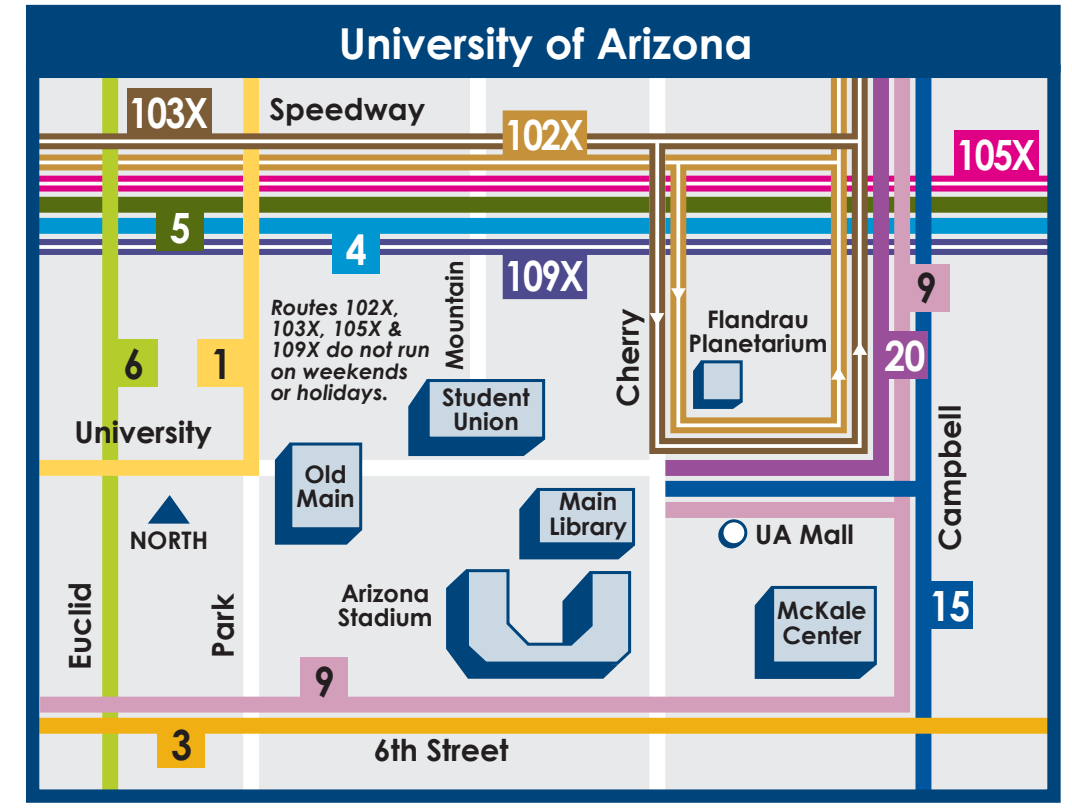 University of Arizona
103X
Speedway
102X
105X
5
4
109X
9
Mountain
Routes 102X,
103X, 105X &
109X do not run
on weekends
or holidays.
Cherry
Flandrau
Planetarium
6
1
20
Student
Union
University
Campbell
Old
Main
Main
Library
NORTH
UA Mall
Euclid
Park
Arizona
Stadium
McKale
Center
15
9
3
6th Street